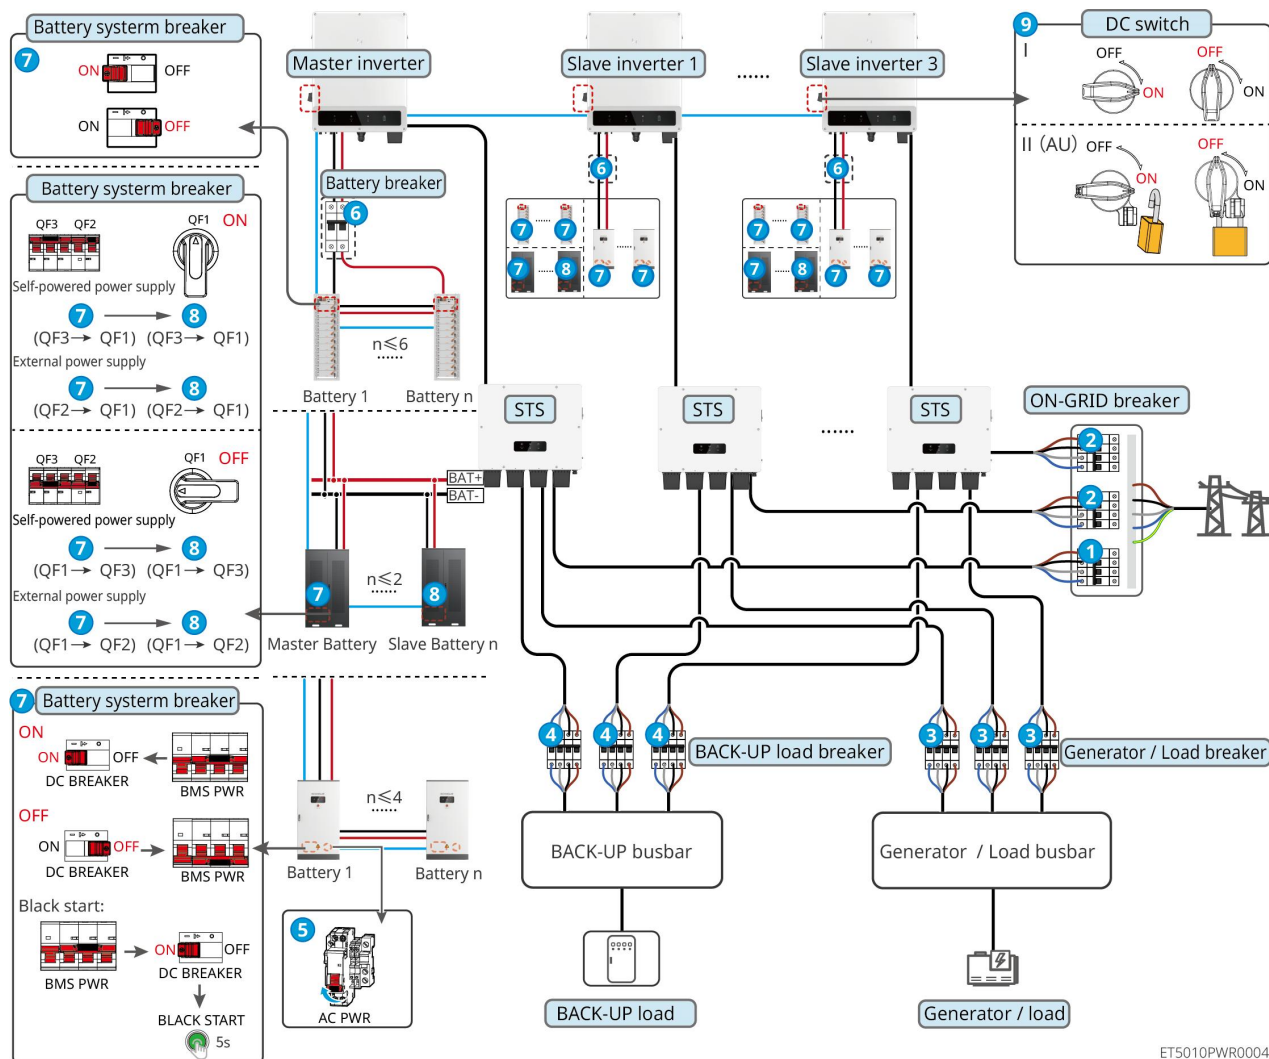 Battery systerm breaker
7
ON
OFF
ON
OFF
Battery systerm breaker
QF3 QF2
QF1
ON
Self-powered power supply
7 8
(QF3→ QF1) (QF3→ QF1)
External power supply
7 8
(QF2→ QF1) (QF2→ QF1)
QF3 QF2
QF1
OFF
Self-powered power supply
7 8
(QF1→ QF3) (QF1→ QF3)
External power supply
7 8
(QF1→ QF2) (QF1→ QF2)
7 Battery systerm breaker
ON
ON OFF
DC BREAKER
BMS PWR
OFF
ON OFF
DC BREAKER
BMS PWR
Black start:
BMS PWR
ON OFF
DC BREAKER
BLACK START
5s
Master inverter
Slave inverter 1
......
Slave inverter 3
Battery breaker
6
6
6
7 7
7 8
7 7
7 7
7 8
7 7
n≤6
......
Battery 1
Battery n
STS
STS
......
STS
BAT+
BAT-
n≤2
......
7
8
Master Battery
Slave Battery n
n≤4
......
Battery 1
Battery n
5
AC PWR
9
DC switch
I
OFF
ON
OFF
ON
II (AU)
OFF
ON
OFF
ON
ON-GRID breaker
2
2
1
4 4 4
BACK-UP load breaker
3 3 3
Generator / Load breaker
BACK-UP busbar
Generator / Load busbar
BACK-UP load
Generator / load
ET5010PWR0004